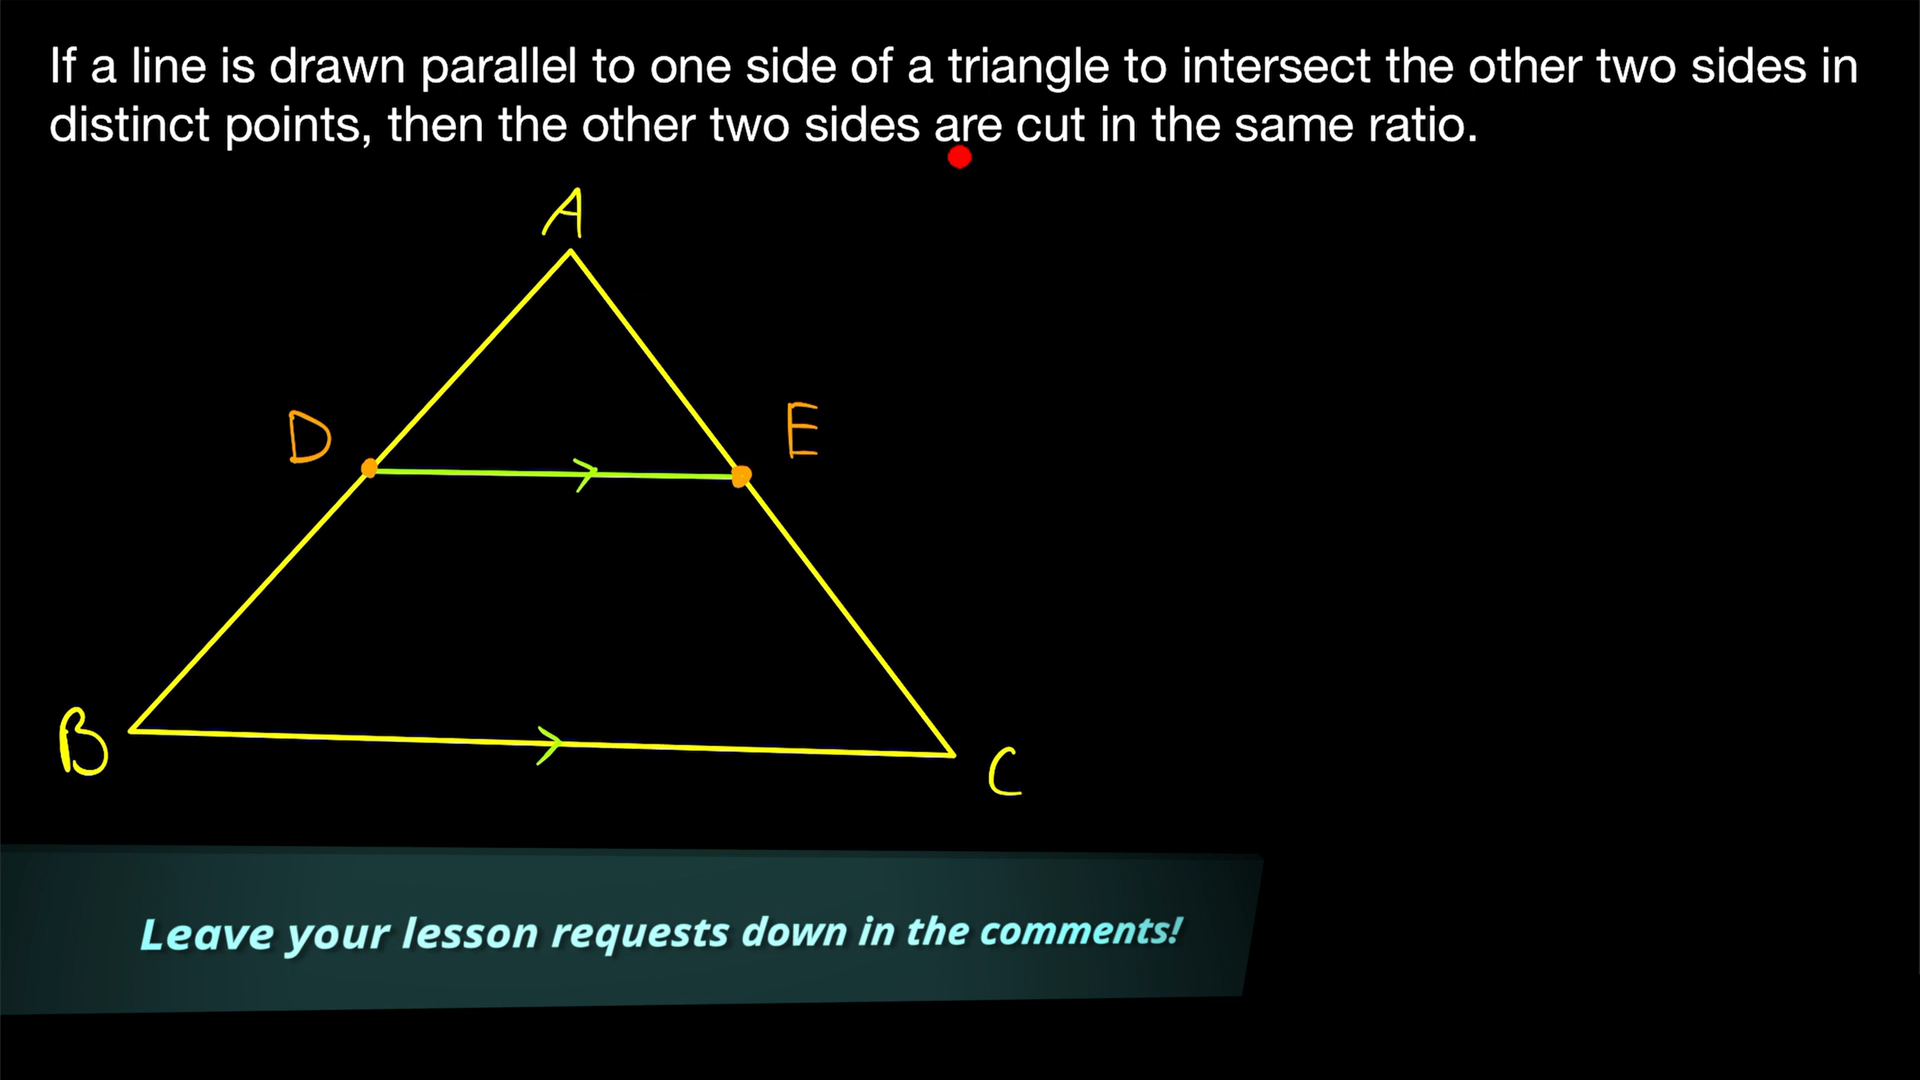 If a line is drawn parallel to one side of a triangle to intersect the other two sides in
distinct points, then the other two sides are cut in the same ratio.
A
D
E
B
C
Leave your lesson requests down in the comments!